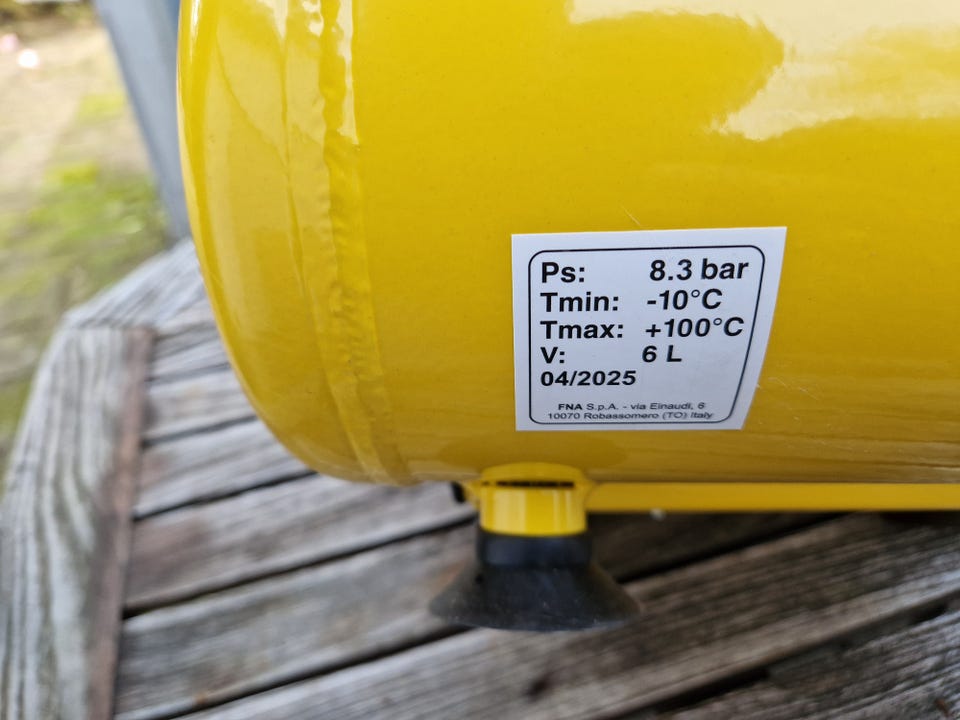 Ps: 8.3 bar
Tmin: -10°C
Tmax: +100°C
V: 6 L
04/2025
FNA S.p.A. - via Einaudi, 6
10070 Robassomero (TO) Italy